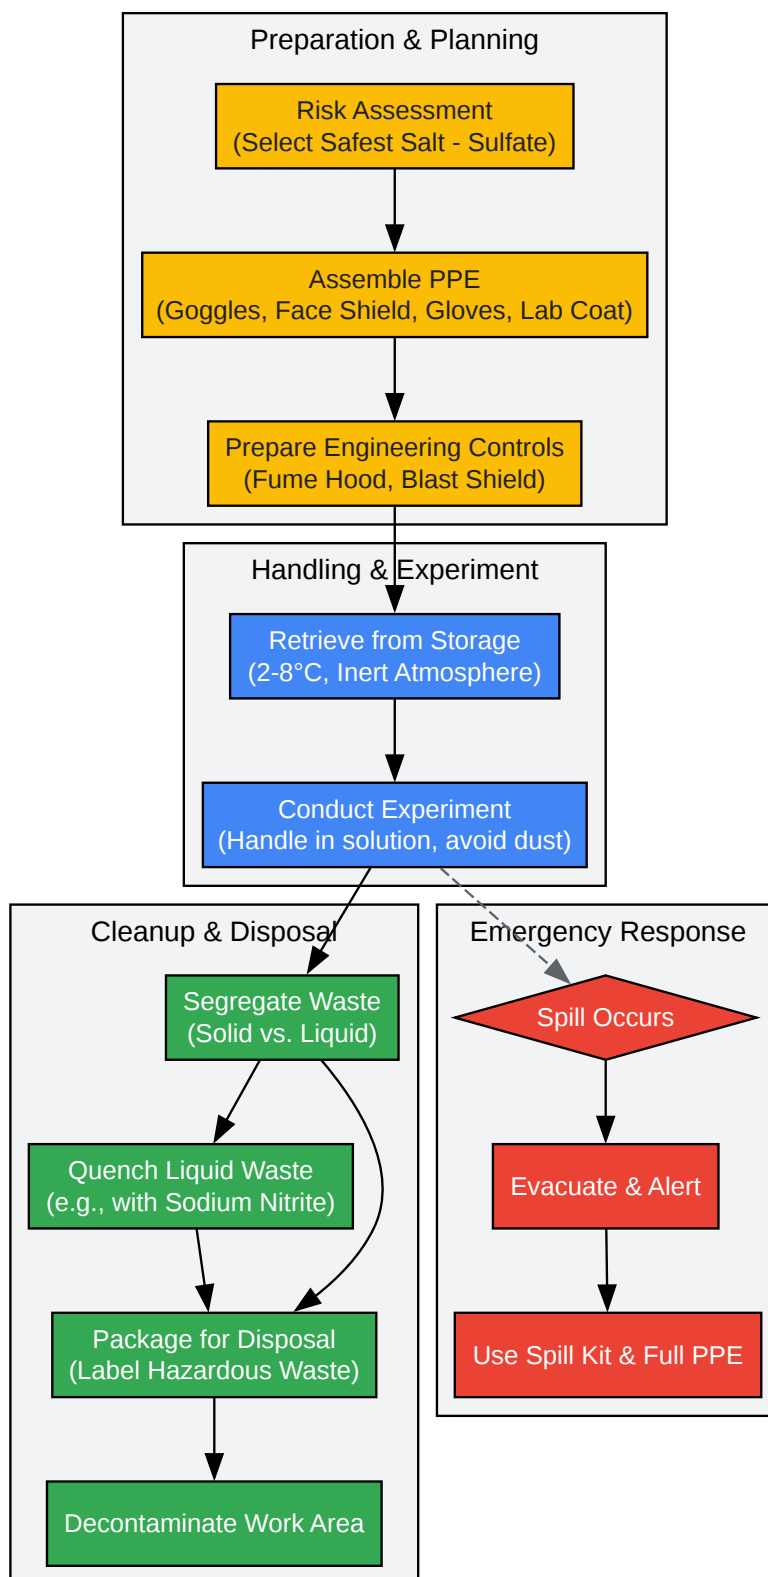 Preparation & Planning
Risk Assessment
(Select Safest Salt - Sulfate)
Assemble PPE
(Goggles, Face Shield, Gloves, Lab Coat)
Prepare Engineering Controls
(Fume Hood, Blast Shield)
Handling & Experiment
Retrieve from Storage
(2-8°C, Inert Atmosphere)
Conduct Experiment
(Handle in solution, avoid dust)
Cleanup & Disposal
Segregate Waste
(Solid vs. Liquid)
Quench Liquid Waste
(e.g., with Sodium Nitrite)
Package for Disposal
(Label Hazardous Waste)
Decontaminate Work Area
Emergency Response
Spill Occurs
Evacuate & Alert
Use Spill Kit & Full PPE